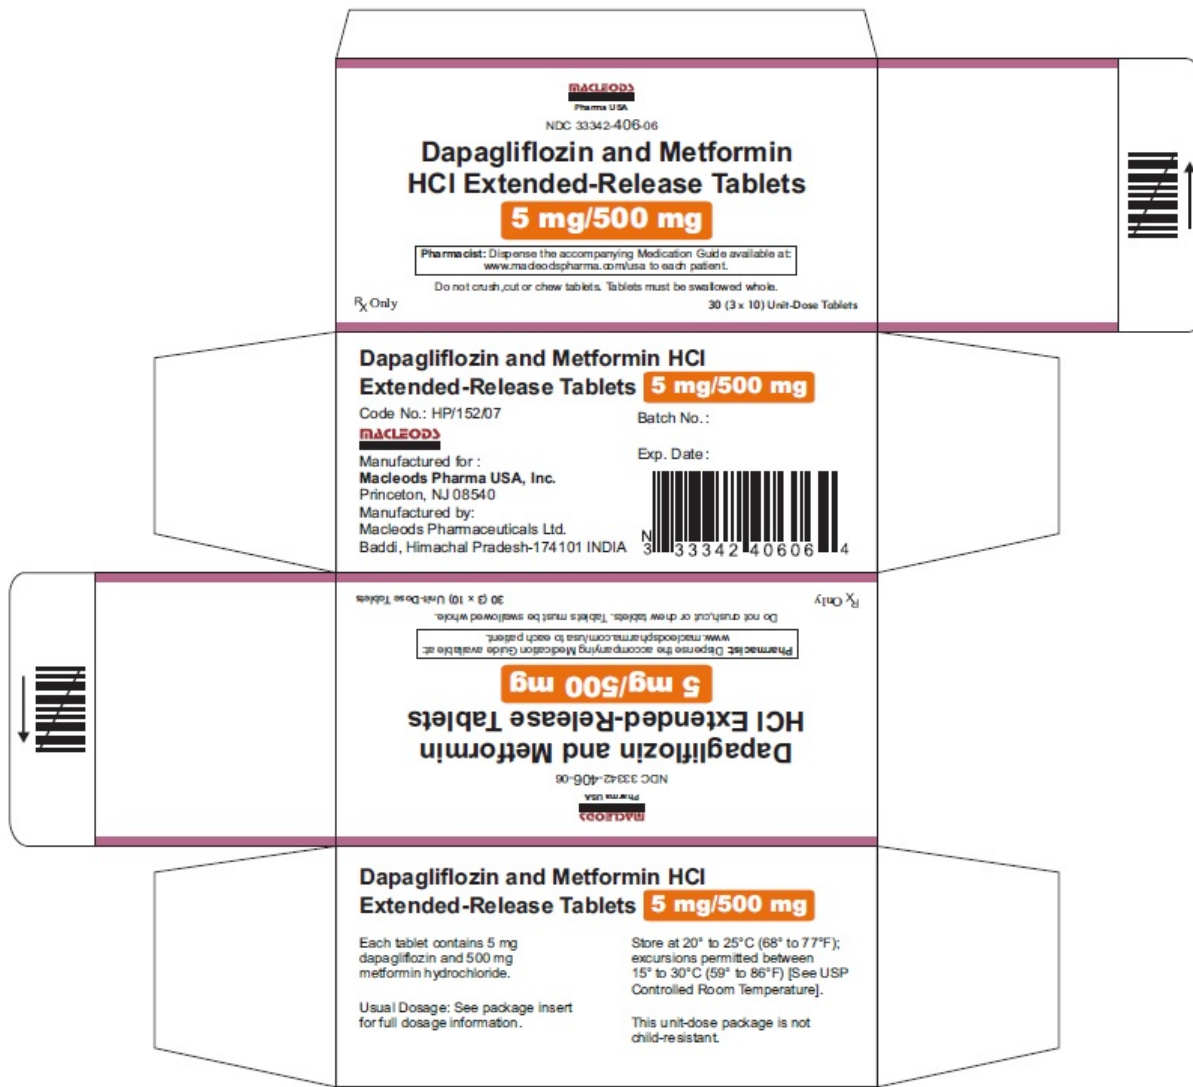 MACLEODS
Pharma USA
NDC 33342-406-06
Dapagliflozin and Metformin
HCl Extended-Release Tablets
5 mg/500 mg
Pharmacist: Dispense the accompanying Medication Guide available at:
www.macleodspharma.com/usa to each patient.
Do not crush,cut or chew tablets. Tablets must be swallowed whole.
Rx Only
30 (3 x 10) Unit-Dose Tablets
Dapagliflozin and Metformin HCl
Extended-Release Tablets 5 mg/500 mg
Code No.: HP/152/07
MACLEODS
Manufactured for :
Macleods Pharma USA, Inc.
Princeton, NJ 08540
Manufactured by:
Macleods Pharmaceuticals Ltd.
Baddi, Himachal Pradesh-174101 INDIA
Batch No. :
Exp. Date :
N
3 33342 40606 4
MACLEODS
Pharma USA
NDC 33342-406-06
Dapagliflozin and Metformin
HCl Extended-Release Tablets
5 mg/500 mg
Pharmacist: Dispense the accompanying Medication Guide available at:
www.macleodspharma.com/usa to each patient.
Do not crush,cut or chew tablets. Tablets must be swallowed whole.
Rx Only
30 (3 x 10) Unit-Dose Tablets
Dapagliflozin and Metformin HCl
Extended-Release Tablets 5 mg/500 mg
Each tablet contains 5 mg
dapagliflozin and 500 mg
metformin hydrochloride.
Usual Dosage: See package insert
for full dosage information.
Store at 20° to 25°C (68° to 77°F);
excursions permitted between
15° to 30°C (59° to 86°F) [See USP
Controlled Room Temperature].
This unit-dose package is not
child-resistant.